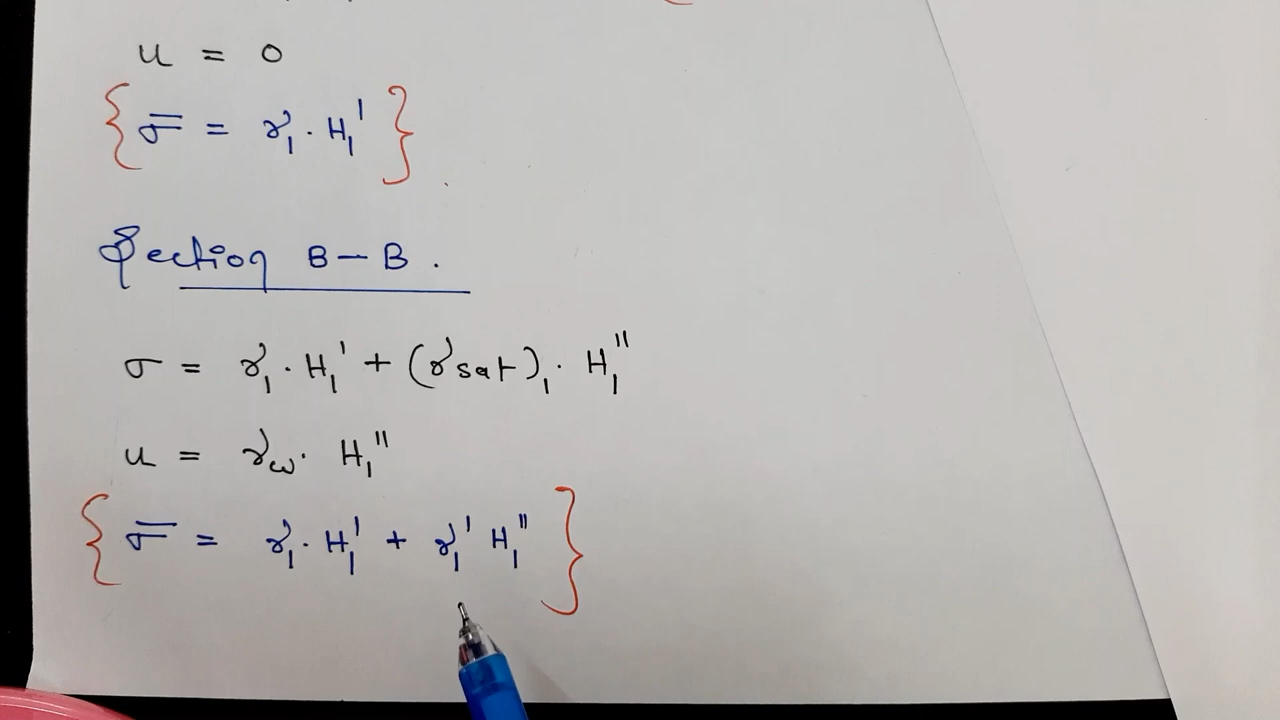 u = 0
{ σ̄ = γ₁ · H₁' }
Section B – B .
σ = γ₁ · H₁' + (γsat)₁ · H₁"
u = γω · H₁"
{ σ̄ = γ₁ · H₁' + γ₁' H₁" }